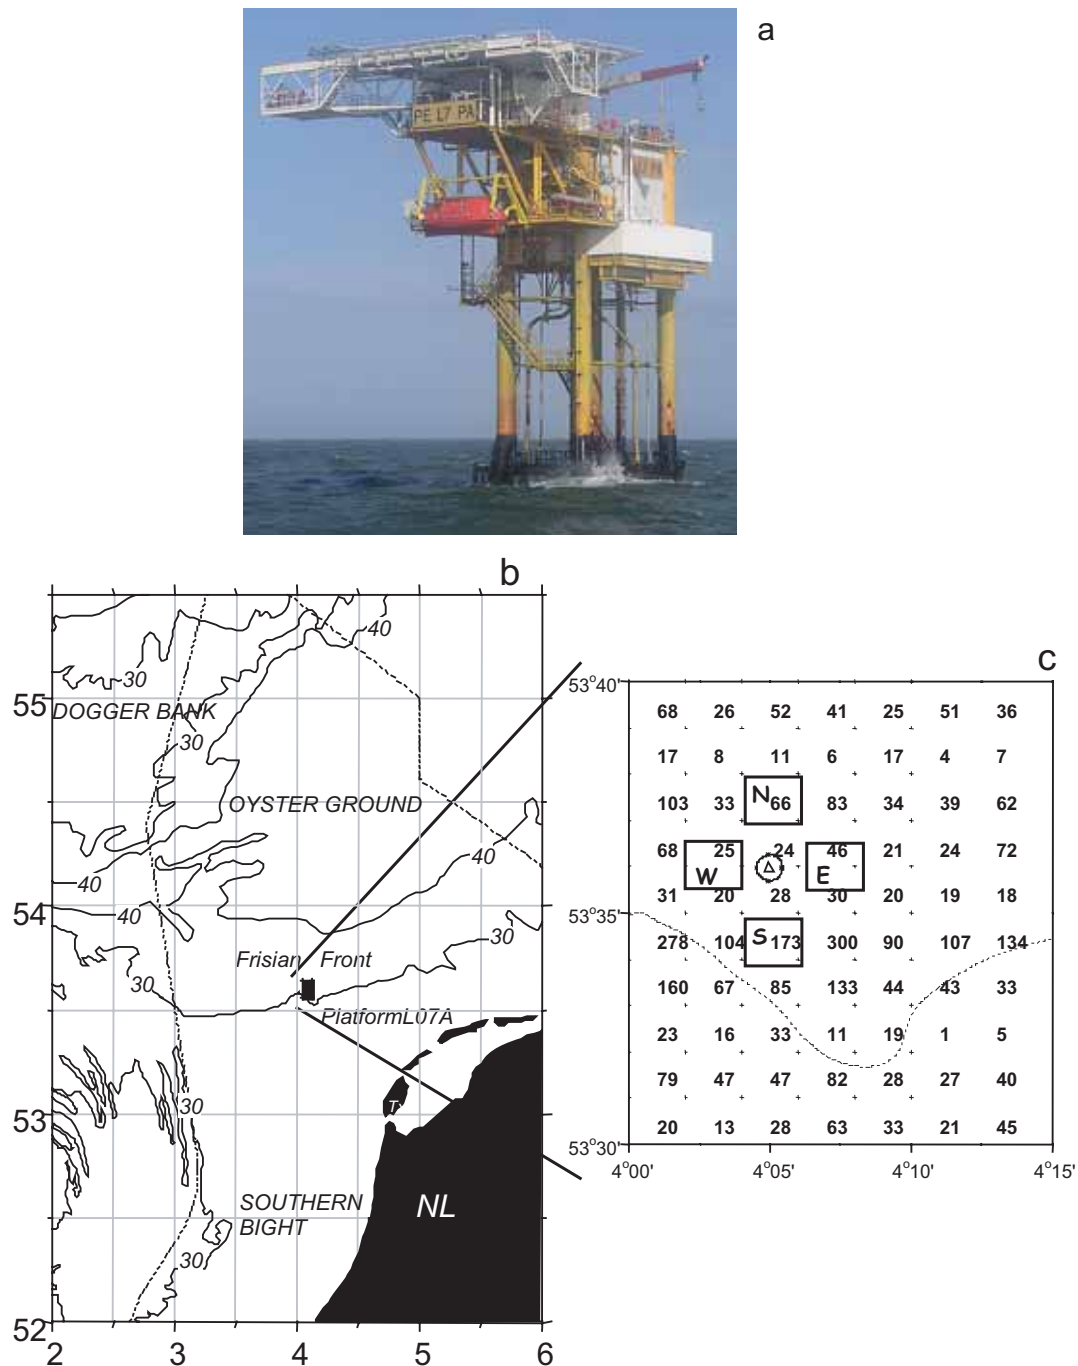 a
PE L7 PA
b
40
30
55
DOGGER BANK
30
OYSTER GROUND
40
40
54
40
30
Frisian Front
30
PlatformL07A
53
30
T
SOUTHERN
BIGHT
NL
30
52
2 3 4 5 6
c
53°40'
68 26 52 41 25 51 36
17 8 11 6 17 4 7
N
103 33 66 83 34 39 62
68 25 24 46 21 24 72
W E
31 20 28 30 20 19 18
53°35'
S
278 104 173 300 90 107 134
160 67 85 133 44 43 33
23 16 33 11 19 1 5
79 47 47 82 28 27 40
20 13 28 63 33 21 45
53°30'
4°00' 4°05' 4°10' 4°15'